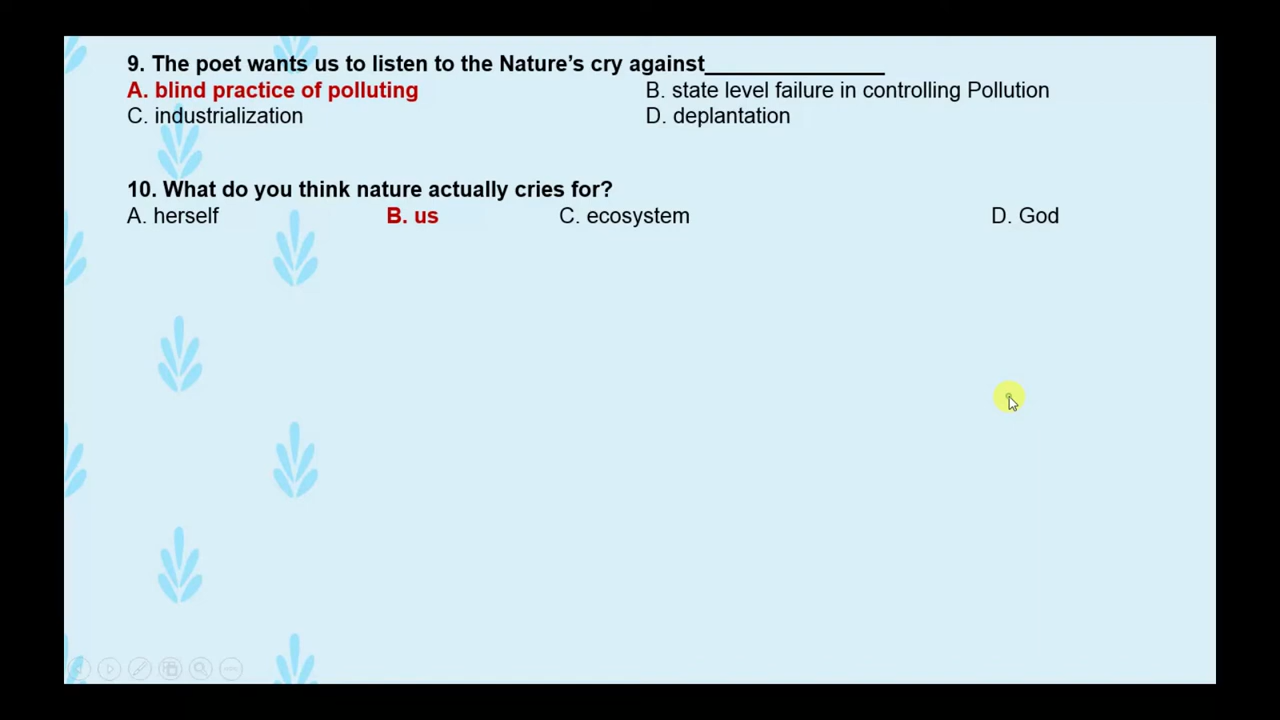 9. The poet wants us to listen to the Nature’s cry against_______________
A. blind practice of polluting B. state level failure in controlling Pollution
C. industrialization D. deplantation
10. What do you think nature actually cries for?
A. herself B. us C. ecosystem D. God